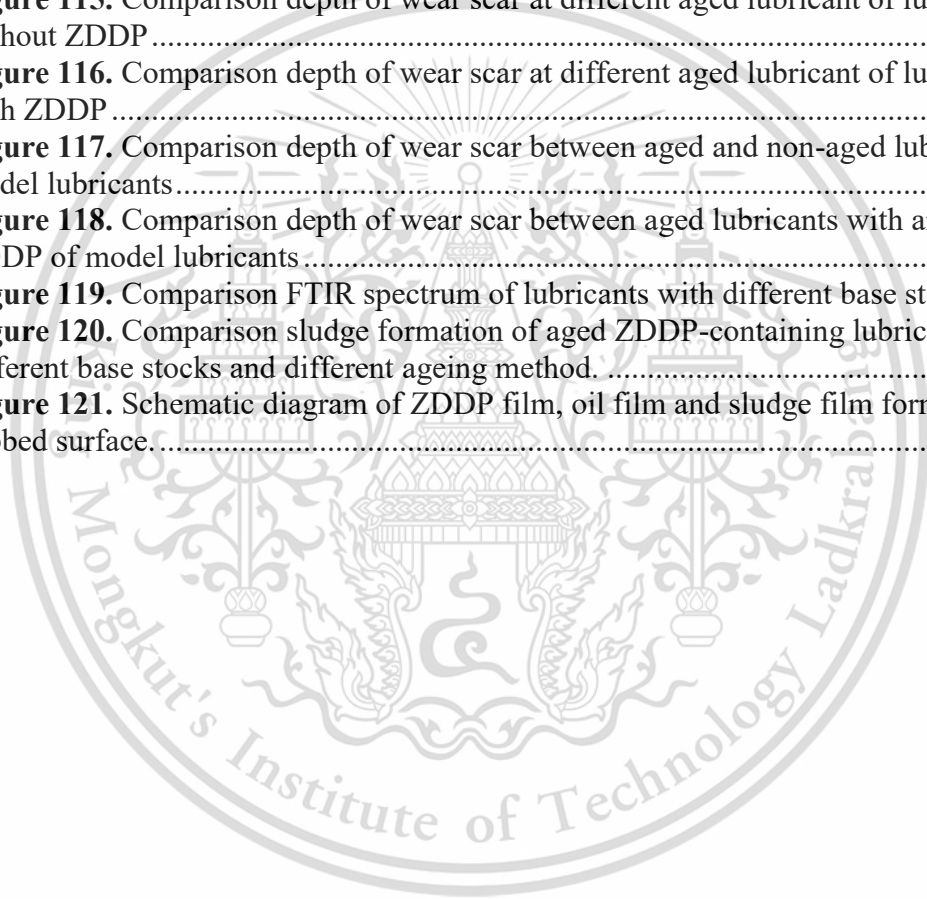 gure 115. Comparison depth of wear scar at different aged lubricant of lu
hout ZDDP
gure 116. Comparison depth of wear scar at different aged lubricant of lu
h ZDDP
gure 117. Comparison depth of wear scar between aged and non-aged lub
del lubricants
gure 118. Comparison depth of wear scar between aged lubricants with a
DP of model lubricants
gure 119. Comparison FTIR spectrum of lubricants with different base st
gure 120. Comparison sludge formation of aged ZDDP-containing lubric
ferent base stocks and different ageing method.
gure 121. Schematic diagram of ZDDP film, oil film and sludge film form
bed surface.
King Mongkut's Institute of Technology Ladkrabang